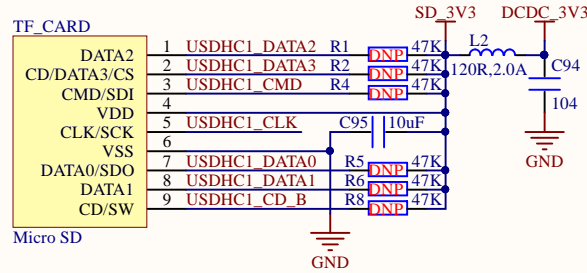 SD_3V3 DCDC_3V3
TF_CARD
DATA2 1 USDHC1_DATA2 R1 DNP 47K L2
CD/DATA3/CS 2 USDHC1_DATA3 R2 DNP 47K 120R,2.0A C94
CMD/SDI 3 USDHC1_CMD R4 DNP 47K
VDD 4 104
CLK/SCK 5 USDHC1_CLK C95 10uF
VSS 6 GND
DATA0/SDO 7 USDHC1_DATA0 R5 DNP 47K
DATA1 8 USDHC1_DATA1 R6 DNP 47K
CD/SW 9 USDHC1_CD_B R8 DNP 47K
Micro SD
GND